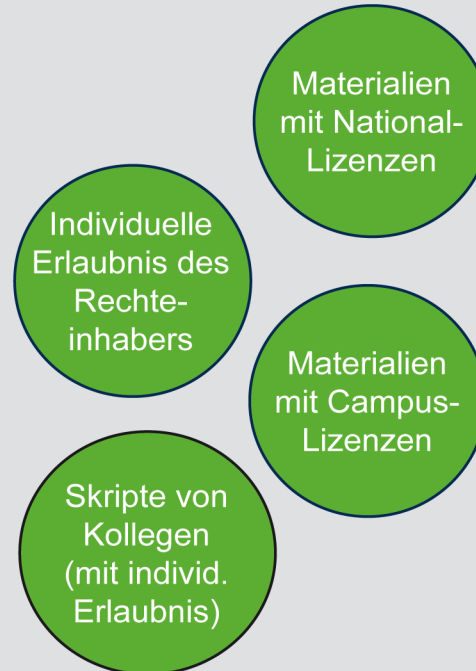 Materialien
mit National-
Lizenzen
Individuelle
Erlaubnis des
Rechte-
inhabers
Materialien
mit Campus-
Lizenzen
Skripte von
Kollegen
(mit individ.
Erlaubnis)